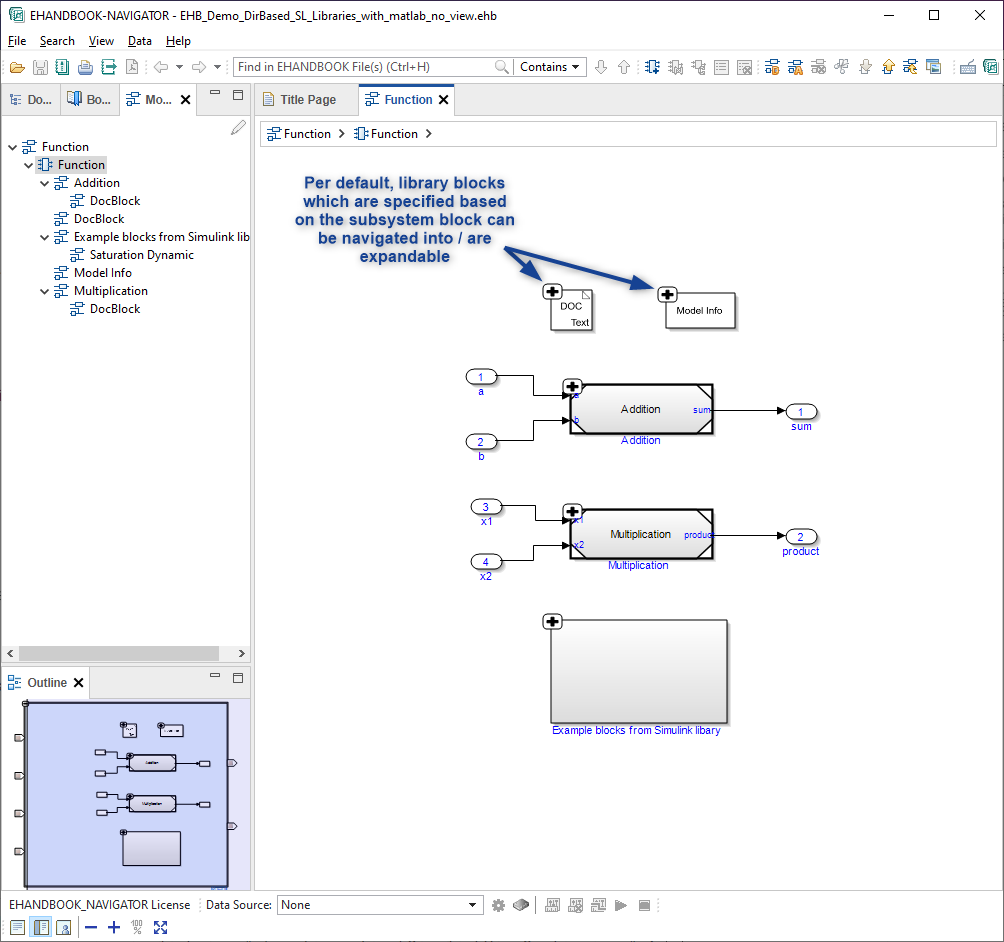 EHANDBOOK-NAVIGATOR - EHB_Demo_DirBased_SL_Libraries_with_matlab_no_view.ehb
File Search View Data Help
Find in EHANDBOOK File(s) (Ctrl+H)
Contains
Do...
Bo...
Mo...
Title Page
Function
Function
Function
Function
Function
Addition
DocBlock
DocBlock
Example blocks from Simulink lib
Saturation Dynamic
Model Info
Multiplication
DocBlock
Per default, library blocks
which are specified based
on the subsystem block can
be navigated into / are
expandable
DOC
Text
Model Info
1
a
2
b
b
Addition
sum
Addition
1
sum
3
x1
4
x2
x1
x2
Multiplication
product
Multiplication
2
product
Example blocks from Simulink libary
Outline
Addition
Multiplication
EHANDBOOK_NAVIGATOR License
Data Source:
None
100
%